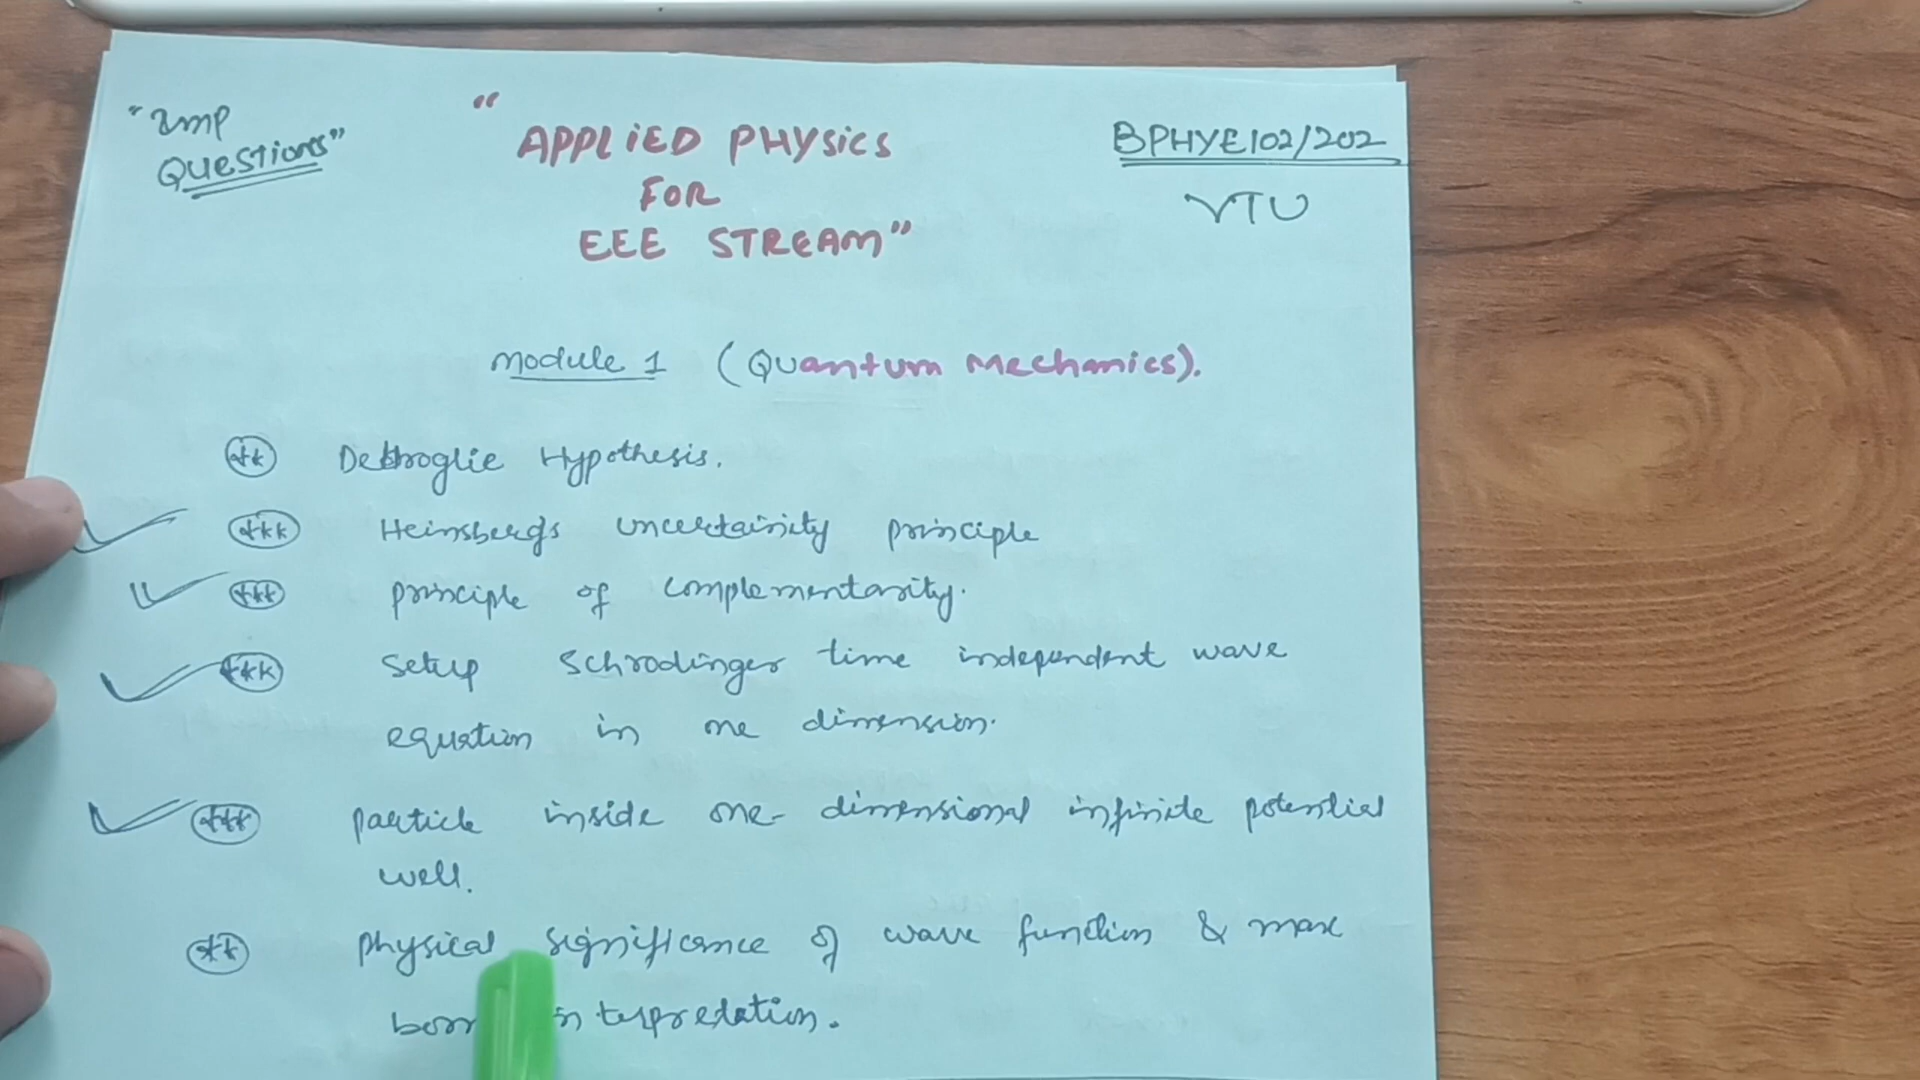 "Imp
Questions"
"
APPLIED PHYSICS
FOR
EEE STREAM"
BPHYE102/202
VTU
Module 1 (Quantum Mechanics).
** Debroglie Hypothesis.
*** Heinsbergs uncertainity principle
*** principle of complementarity.
*** setup schrodinger time independent wave
equation in one dimension.
*** particle inside one-dimensional infinite potential
well.
** physical significance of wave function & max
born interpretation.